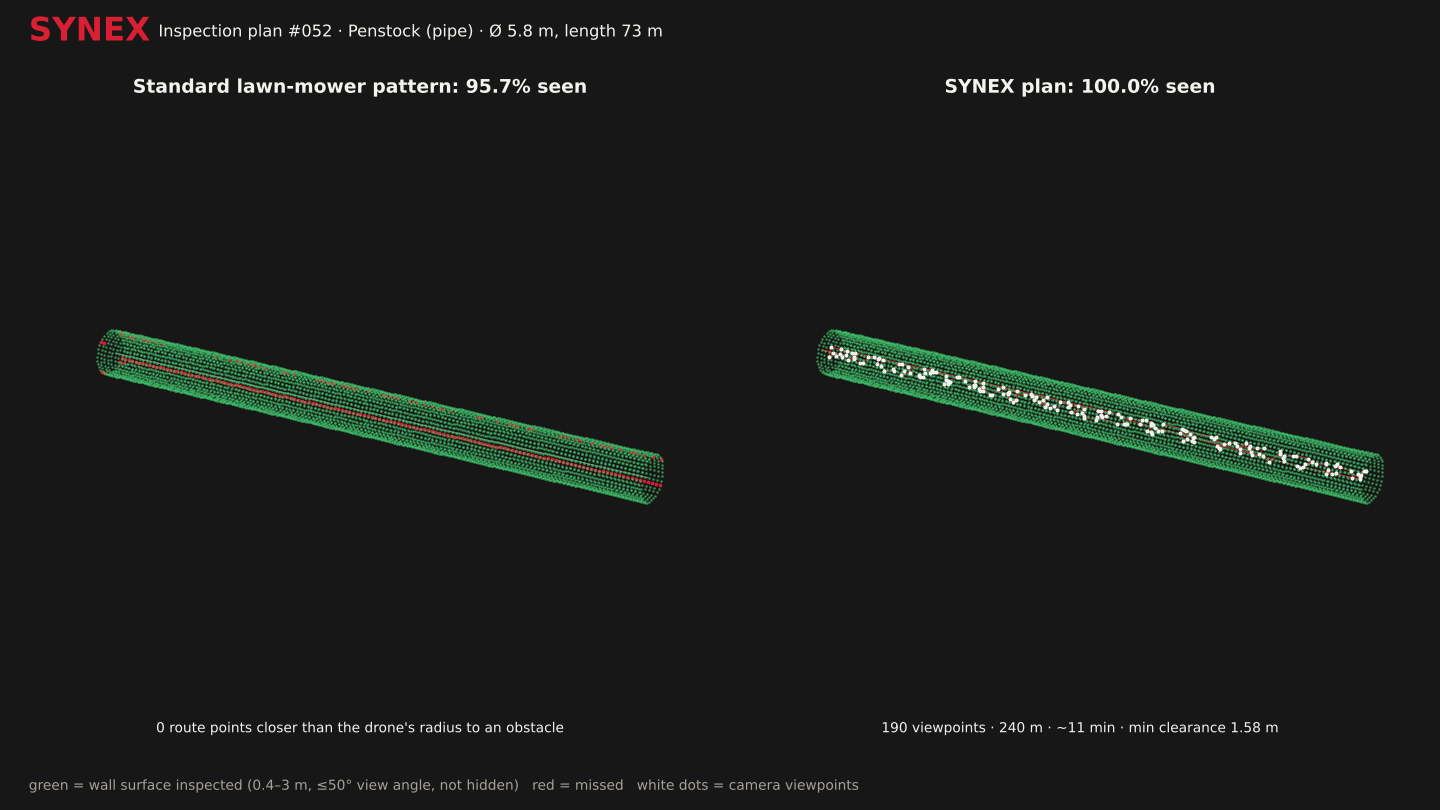 SYNEX Inspection plan #052 · Penstock (pipe) · Ø 5.8 m, length 73 m
Standard lawn-mower pattern: 95.7% seen
SYNEX plan: 100.0% seen
0 route points closer than the drone's radius to an obstacle
190 viewpoints · 240 m · ~11 min · min clearance 1.58 m
green = wall surface inspected (0.4–3 m, ≤50° view angle, not hidden)   red = missed   white dots = camera viewpoints